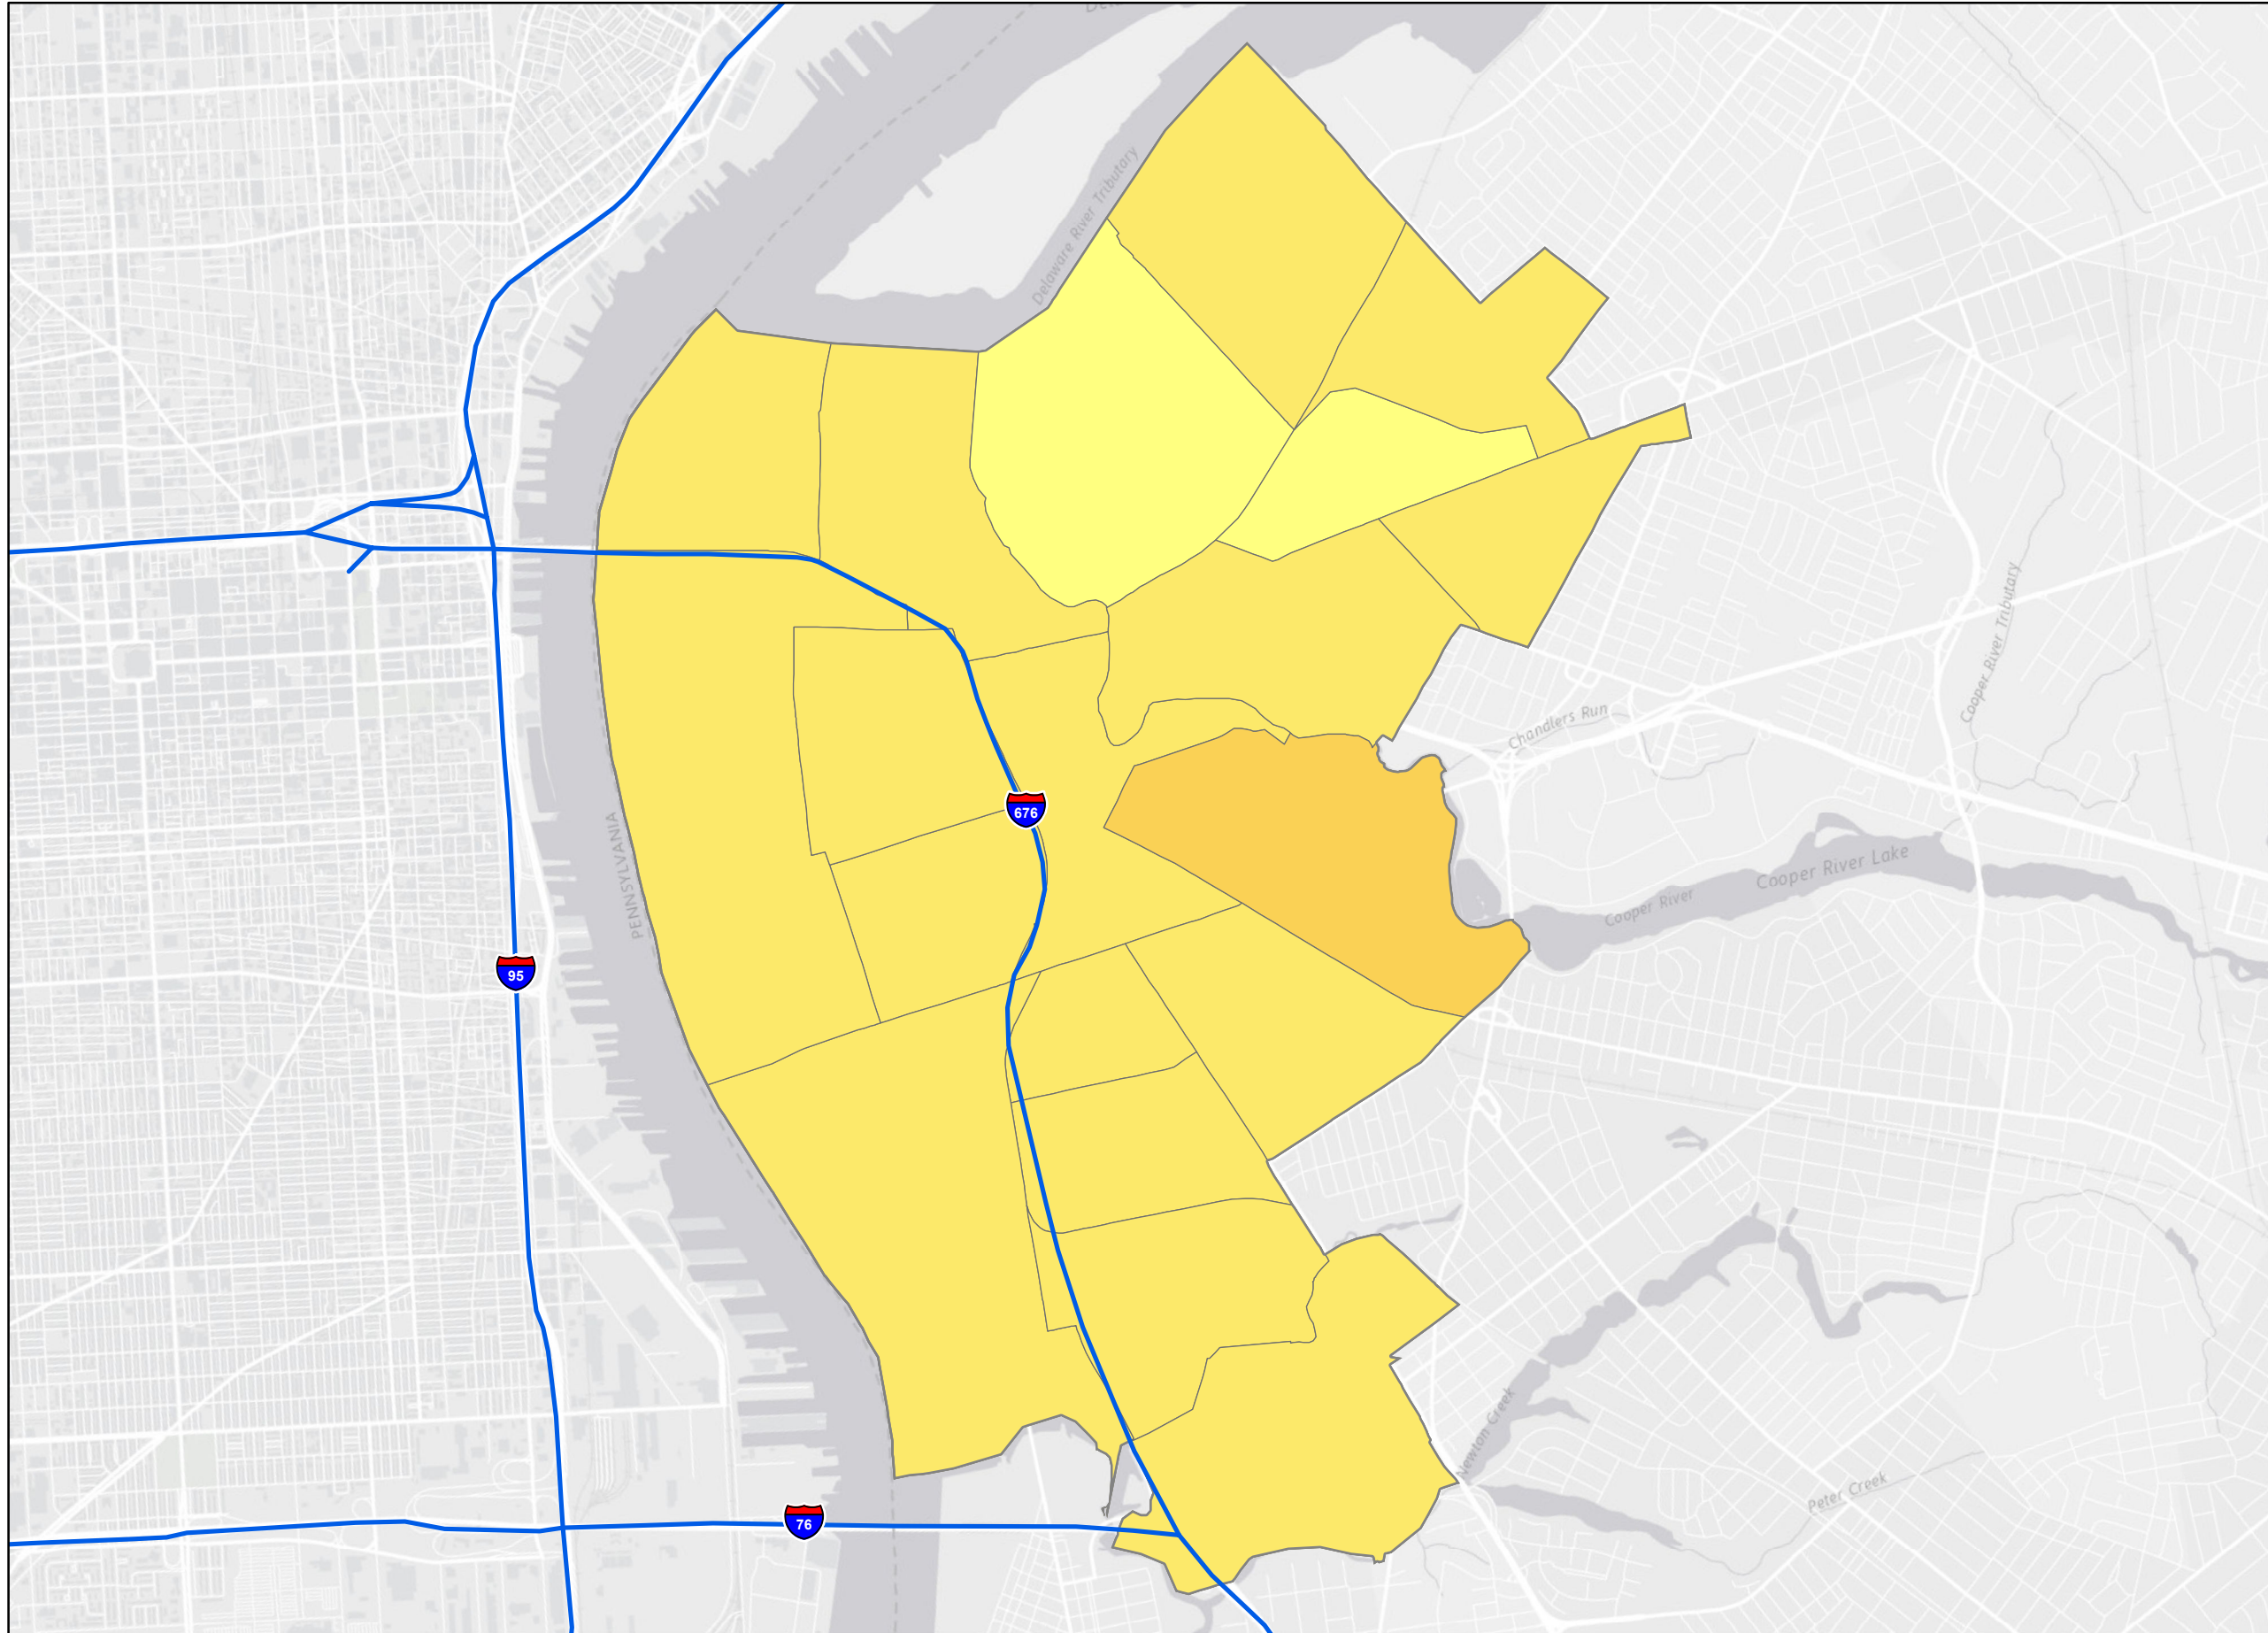 Delaware River Tributary
Cooper River Tributary
Chandlers Run
676
PENNSYLVANIA
Cooper River Lake
Cooper River
95
Newton Creek
Peter Creek
76